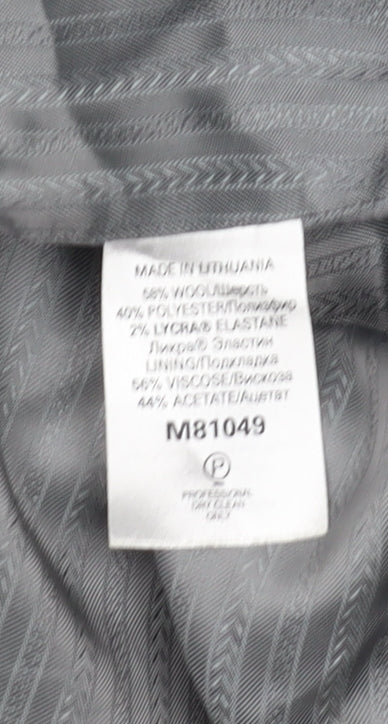 MADE IN LITHUANIA
58% WOOL/Шерсть
40% POLYESTER/Полиэфир
2% LYCRA® ELASTANE
Ликра® Эластин
LINING/Подкладка
56% VISCOSE/Вискоза
44% ACETATE/Ацетат
M81049
P
PROFESSIONAL
DRY CLEAN
ONLY